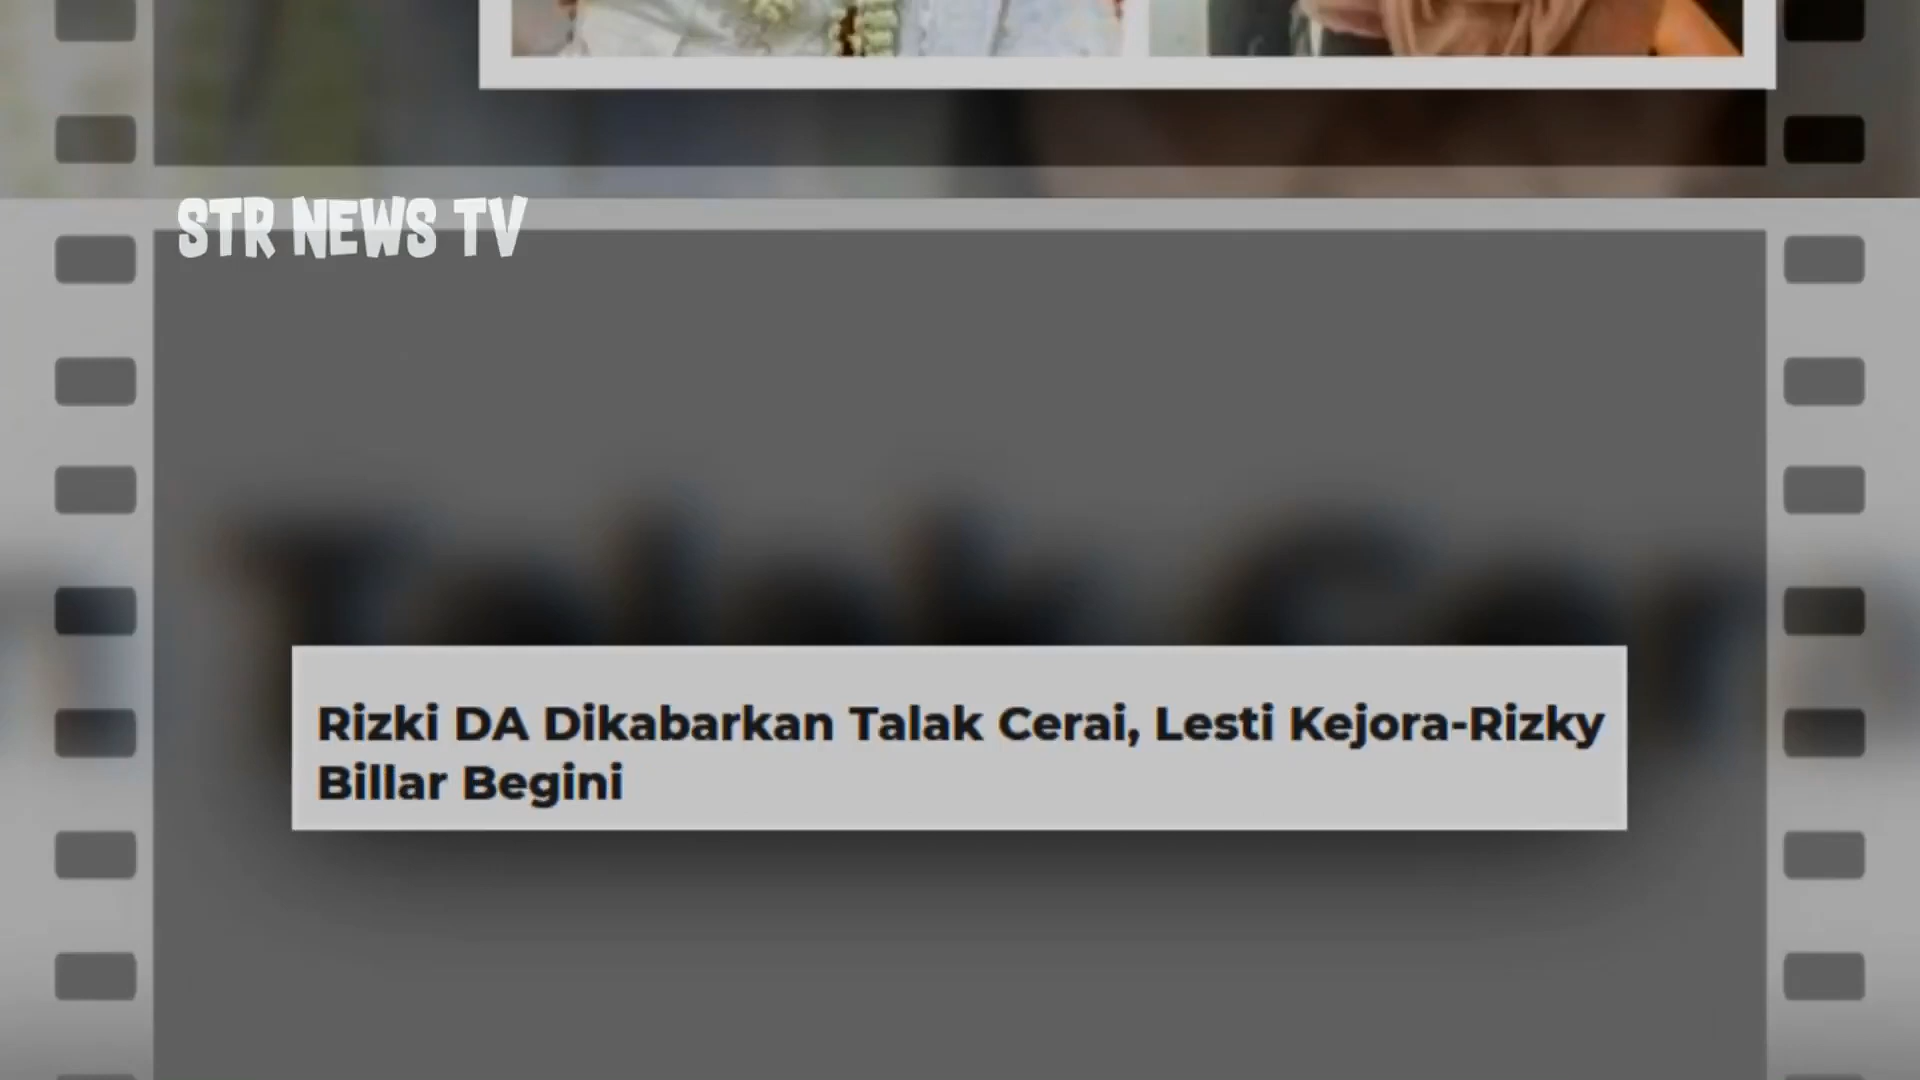 STR NEWS TV
Rizki DA Dikabarkan Talak Cerai, Lesti Kejora-Rizky
Billar Begini